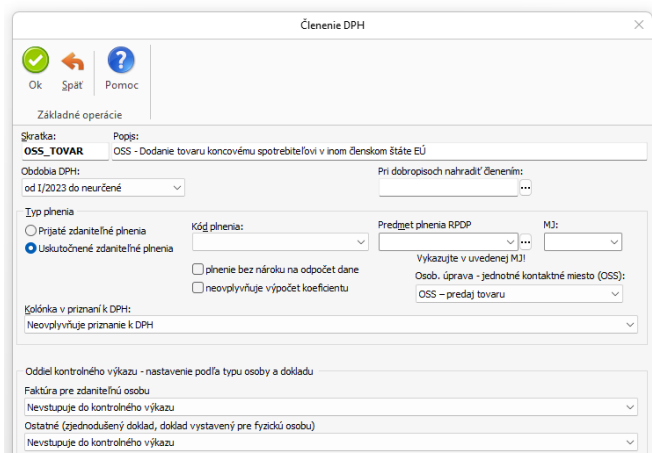 Členenie DPH
Ok Späť Pomoc
Základné operácie
Skratka: Popis:
OSS_TOVAR OSS - Dodanie tovaru koncovému spotrebiteľovi v inom členskom štáte EÚ
Obdobia DPH: Pri dobropisoch nahradiť členením:
od I/2023 do neurčené ...
Typ plnenia
Prijaté zdaniteľné plnenia
Uskutočnené zdaniteľné plnenia
Kód plnenia: Predmet plnenia RPDP MJ:
...
Vykazujte v uvedenej MJ!
plnenie bez nároku na odpočet dane
neovplyvňuje výpočet koeficientu
Osob. úprava - jednotné kontaktné miesto (OSS):
OSS – predaj tovaru
Kolónka v priznaní k DPH:
Neovplyvňuje priznanie k DPH
Oddiel kontrolného výkazu - nastavenie podľa typu osoby a dokladu
Faktúra pre zdaniteľnú osobu
Nevstupuje do kontrolného výkazu
Ostatné (zjednodušený doklad, doklad vystavený pre fyzickú osobu)
Nevstupuje do kontrolného výkazu